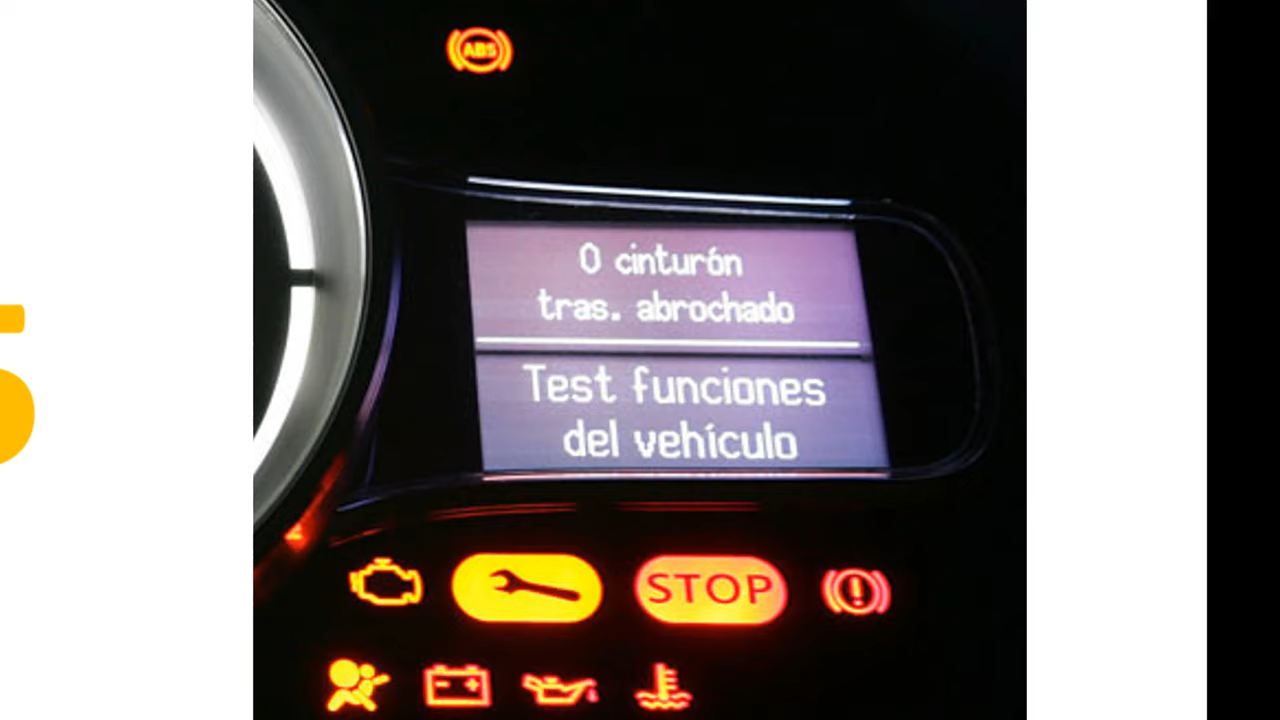 ABS
0 cinturón
tras. abrochado
Test funciones
del vehículo
STOP